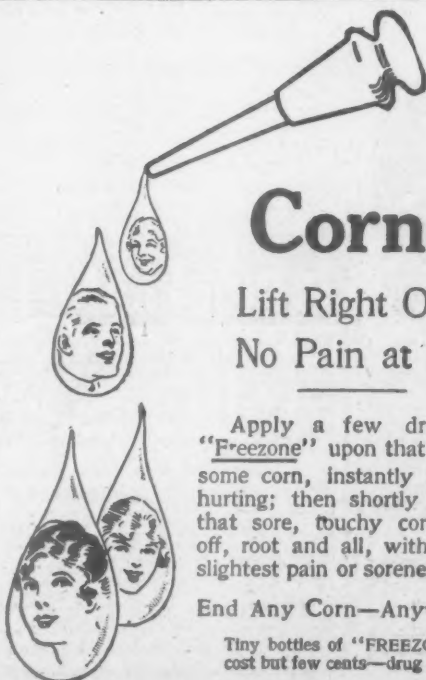 Corn
Lift Right O
No Pain at
Apply a few dr
"Freezone" upon that
some corn, instantly
hurting; then shortly
that sore, touchy cor
off, root and all, with
slightest pain or sorene
End Any Corn—Any
Tiny bottles of "FREEZO
cost but few cents—drug